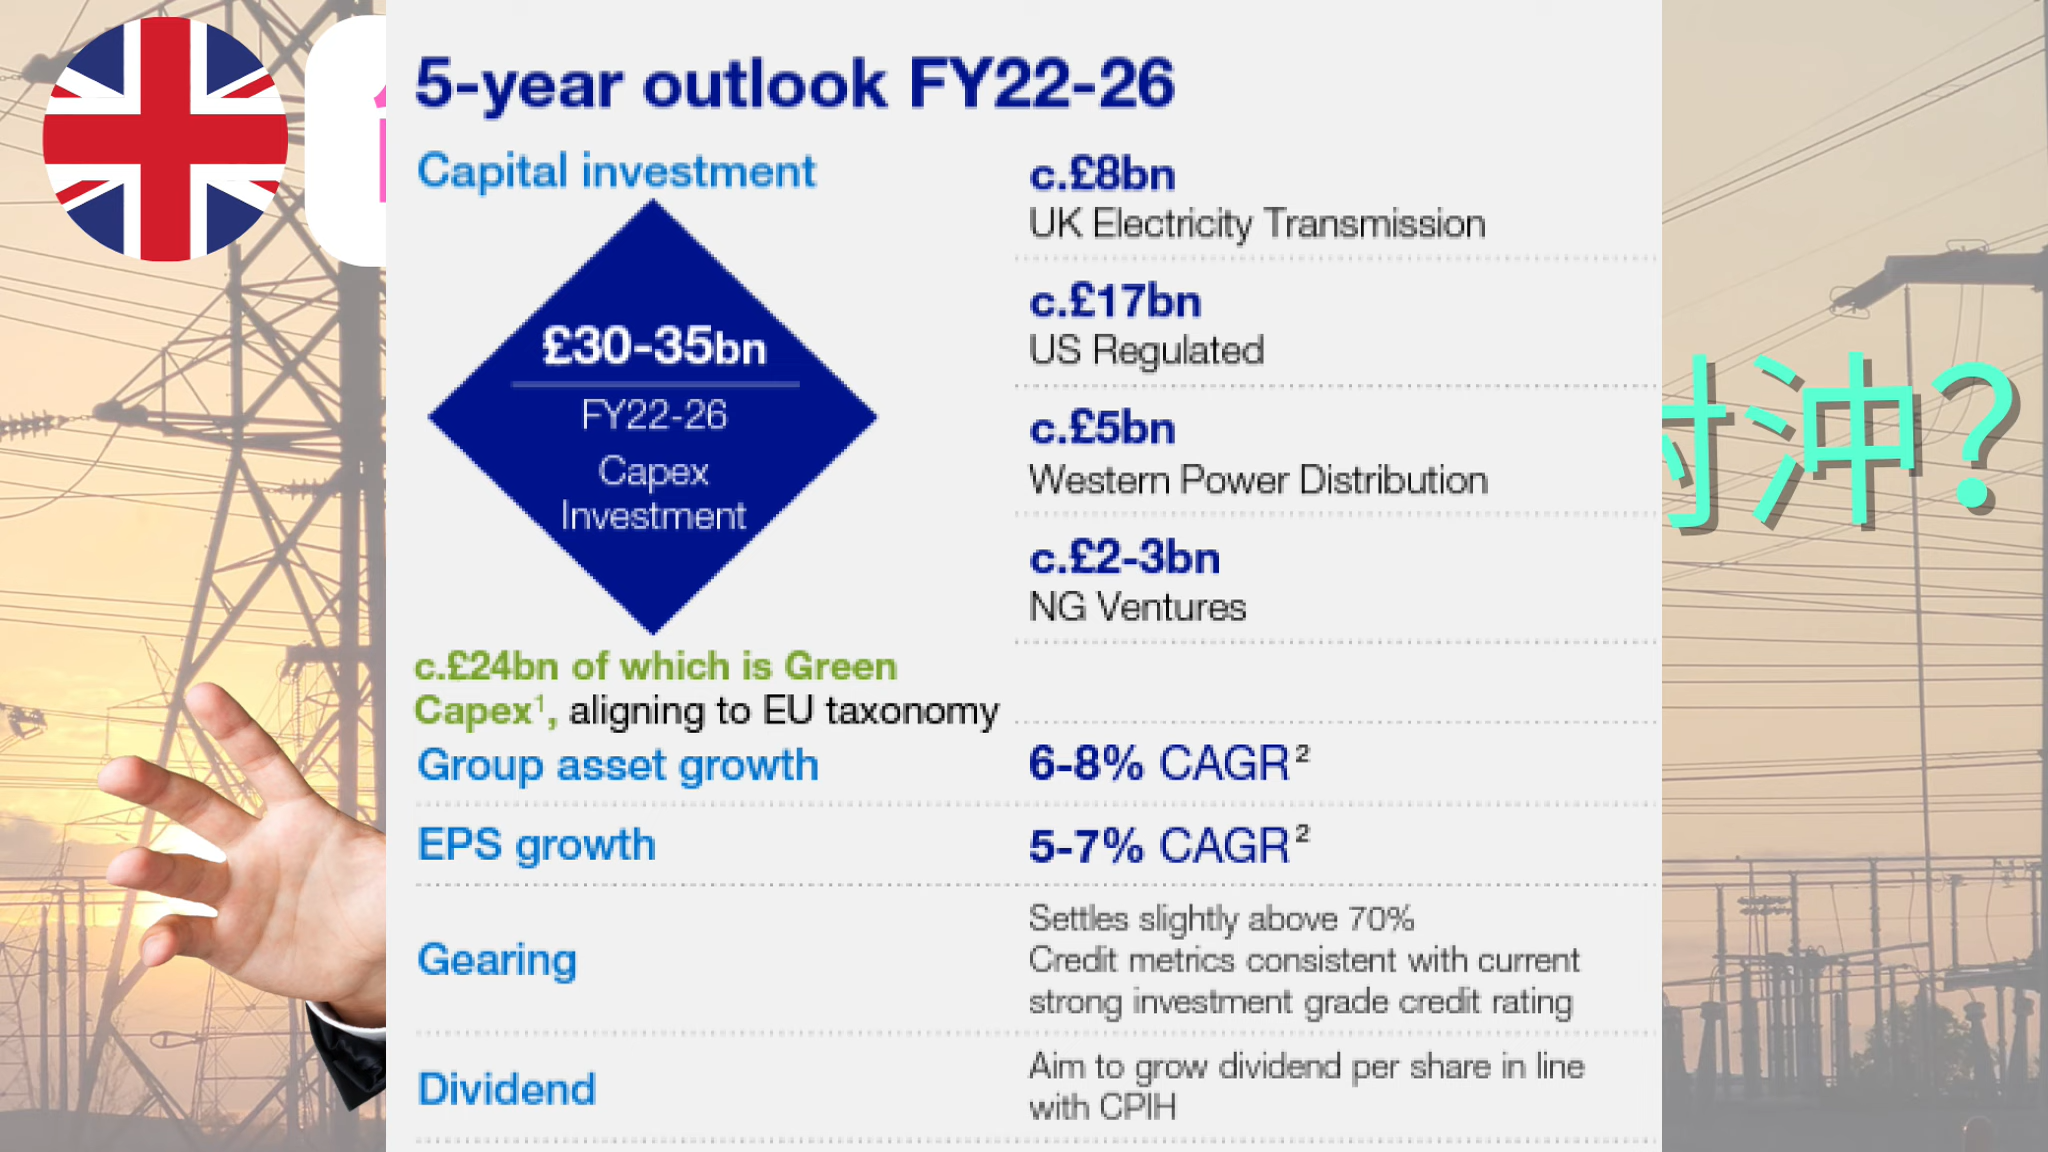 5-year outlook FY22-26
Capital investment
£30-35bn
FY22-26
Capex
Investment
c.£24bn of which is Green
Capex¹, aligning to EU taxonomy
c.£8bn
UK Electricity Transmission
c.£17bn
US Regulated
c.£5bn
Western Power Distribution
c.£2-3bn
NG Ventures
Group asset growth
6-8% CAGR²
EPS growth
5-7% CAGR²
Gearing
Settles slightly above 70%
Credit metrics consistent with current
strong investment grade credit rating
Dividend
Aim to grow dividend per share in line
with CPIH
对冲?